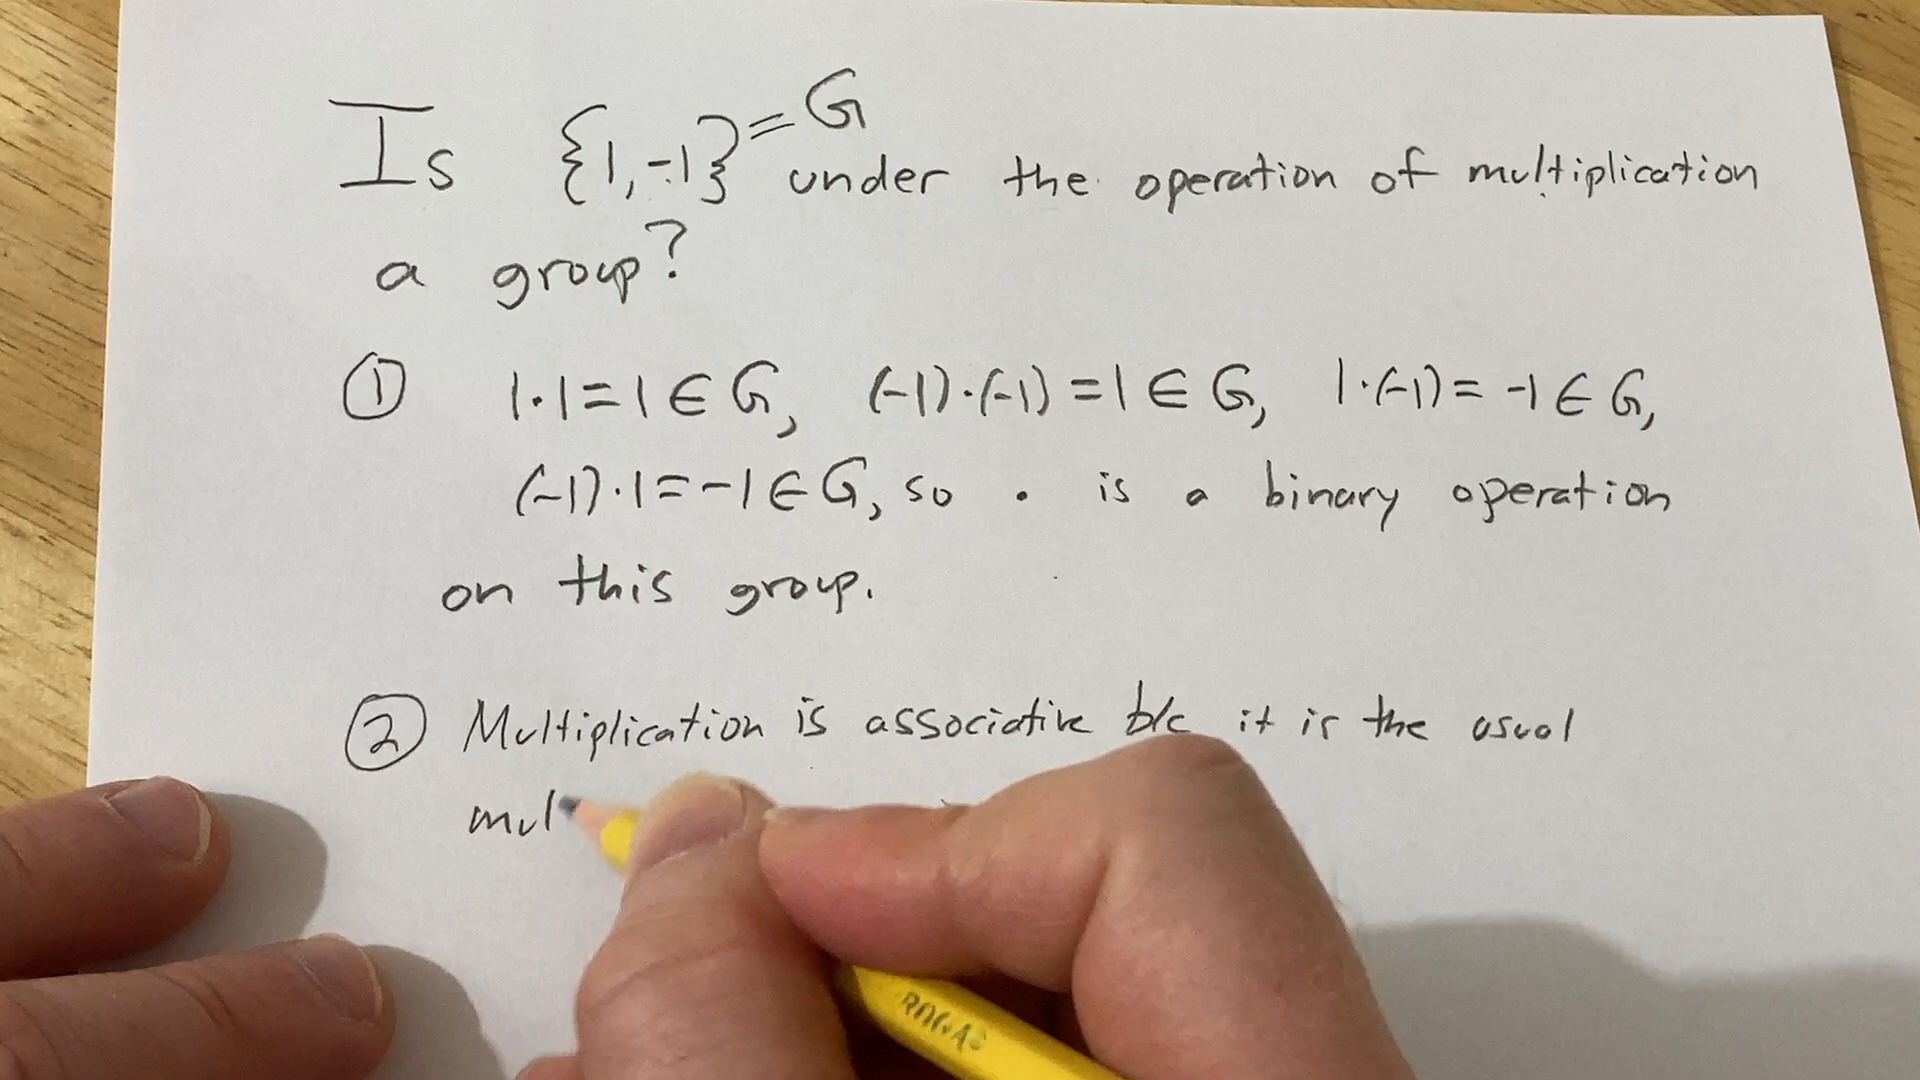 Is {1,-1}=G under the operation of multiplication
a group?
① 1·1=1∈G, (-1)·(-1)=1∈G, 1·(-1)=-1∈G,
(-1)·1=-1∈G, so · is a binary operation
on this group.
② Multiplication is associative b/c it is the usual
mul